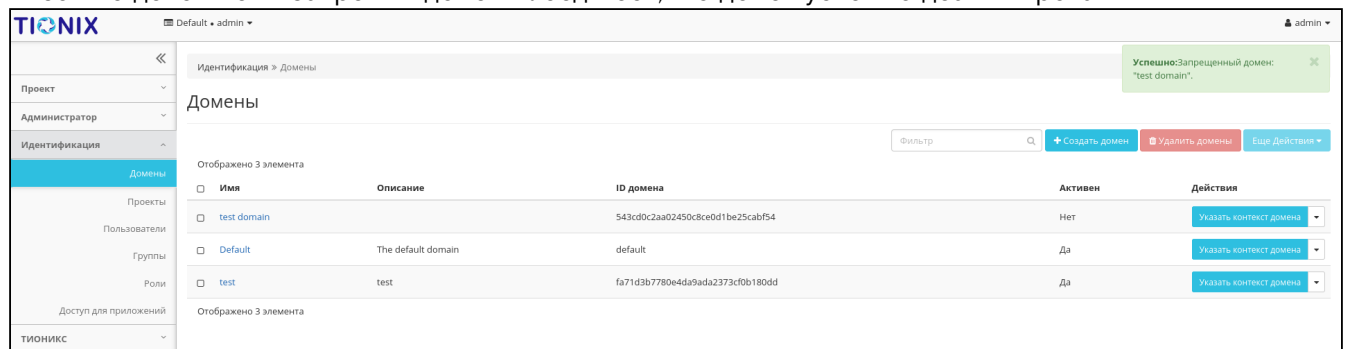 TIONIX
Default • admin
admin
Идентификация » Домены
Успешно:Запрещенный домен:
"test domain".
Проект
Администратор
Идентификация
Домены
Проекты
Пользователи
Группы
Роли
Доступ для приложений
ТИОНИКС
Домены
Фильтр
Создать домен
Удалить домены
Еще Действия
Отображено 3 элемента
Имя Описание ID домена Активен Действия
test domain 543cd0c2aa02450c8ce0d1be25cabf54 Нет Указать контекст домена
Default The default domain default Да Указать контекст домена
test test fa71d3b7780e4da9ada2373cf0b180dd Да Указать контекст домена
Отображено 3 элемента